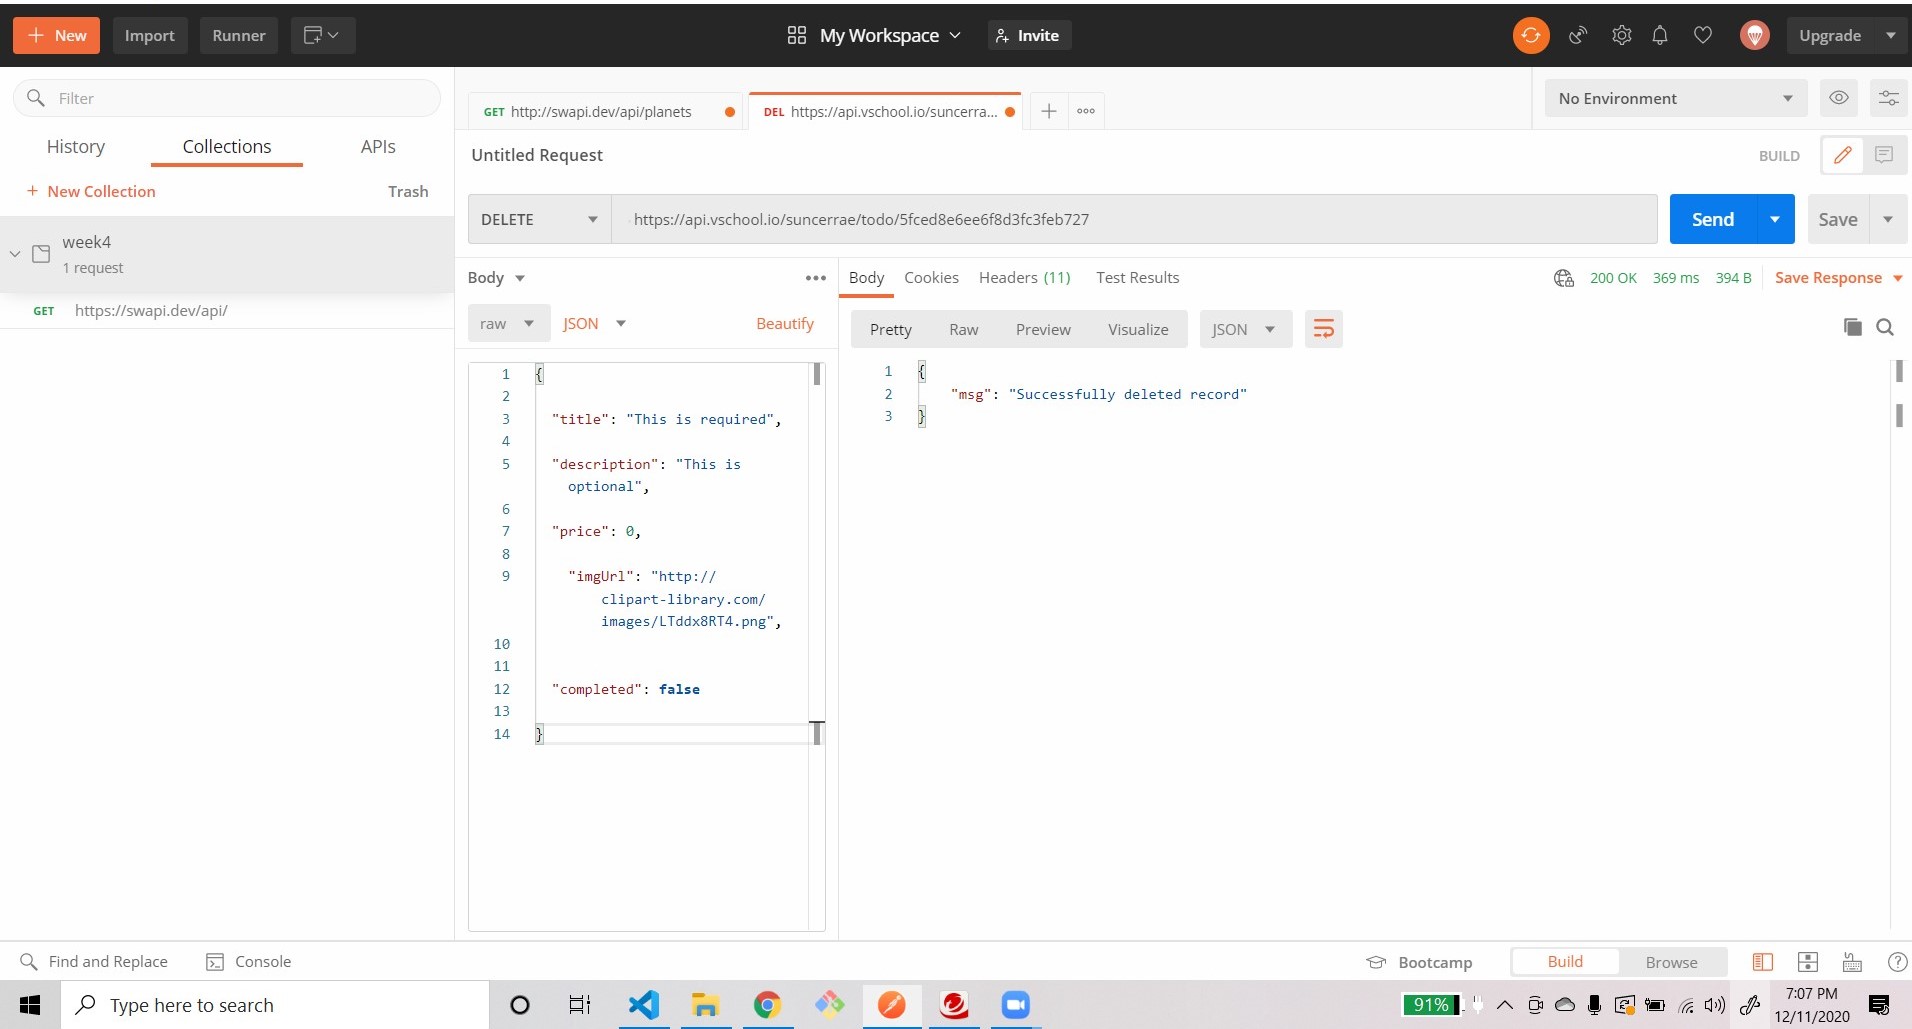 New
Import
Runner
My Workspace
Invite
Upgrade
Filter
History
Collections
APIs
+ New Collection
Trash
week4
1 request
GET https://swapi.dev/api/
GET http://swapi.dev/api/planets
DEL https://api.vschool.io/suncerra...
No Environment
Untitled Request
BUILD
DELETE
https://api.vschool.io/suncerrae/todo/5fced8e6ee6f8d3fc3feb727
Send
Save
Body
raw
JSON
Beautify
1 {
2
3 "title": "This is required",
4
5 "description": "This is
optional",
6
7 "price": 0,
8
9 "imgUrl": "http://
clipart-library.com/
images/LTddx8RT4.png",
10
11
12 "completed": false
13
14 }
Body
Cookies
Headers (11)
Test Results
200 OK
369 ms
394 B
Save Response
Pretty
Raw
Preview
Visualize
JSON
1 {
2 "msg": "Successfully deleted record"
3 }
Find and Replace
Console
Bootcamp
Build
Browse
Type here to search
91%
7:07 PM
12/11/2020